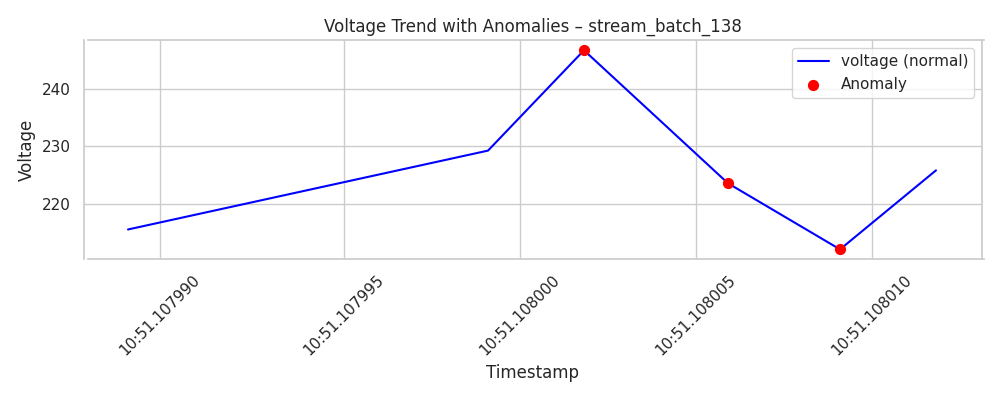 Voltage Trend with Anomalies – stream_batch_138
voltage (normal)
Anomaly
Voltage
240
230
220
10:51.107990
10:51.107995
10:51.108000
10:51.108005
10:51.108010
Timestamp